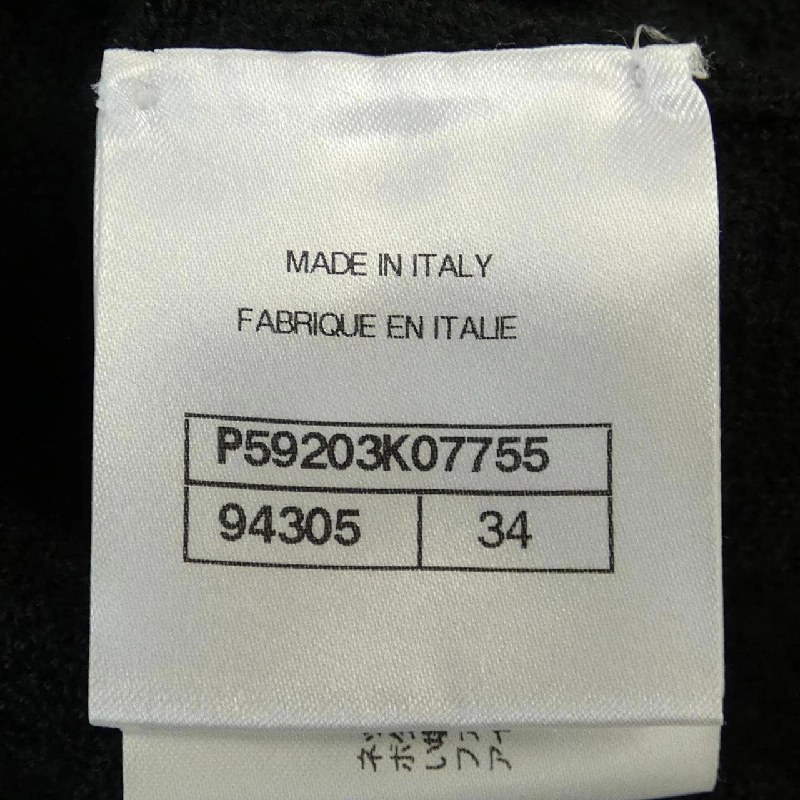 MADE IN ITALY
FABRIQUE EN ITALIE
P59203K07755
94305 34